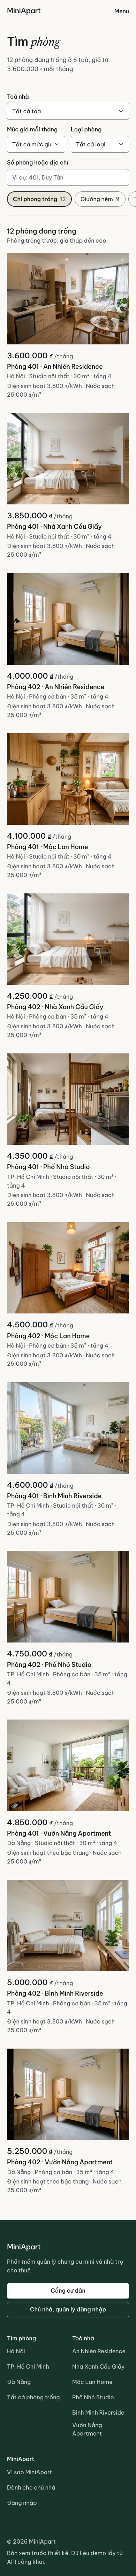 MiniApart
Menu
Tìm phòng
12 phòng đang trống ở 6 toà, giá từ
3.600.000 ₫ mỗi tháng.
Toà nhà
Tất cả toà
Mức giá mỗi tháng
Loại phòng
Tất cả mức giá
Tất cả loại
Số phòng hoặc địa chỉ
Ví dụ: 401, Duy Tân
Chỉ phòng trống 12
Giường nệm 9
12 phòng đang trống
Phòng trống trước, giá thấp đến cao
3.600.000 ₫ /tháng
Phòng 401 · An Nhiên Residence
Hà Nội · Studio nội thất · 30 m² · tầng 4
Điện sinh hoạt 3.800 ₫/kWh · Nước sạch
25.000 ₫/m³
3.850.000 ₫ /tháng
Phòng 401 · Nhà Xanh Cầu Giấy
Hà Nội · Studio nội thất · 30 m² · tầng 4
Điện sinh hoạt 3.800 ₫/kWh · Nước sạch
25.000 ₫/m³
4.000.000 ₫ /tháng
Phòng 402 · An Nhiên Residence
Hà Nội · Phòng cơ bản · 35 m² · tầng 4
Điện sinh hoạt 3.800 ₫/kWh · Nước sạch
25.000 ₫/m³
4.100.000 ₫ /tháng
Phòng 401 · Mộc Lan Home
Hà Nội · Studio nội thất · 30 m² · tầng 4
Điện sinh hoạt 3.800 ₫/kWh · Nước sạch
25.000 ₫/m³
4.250.000 ₫ /tháng
Phòng 402 · Nhà Xanh Cầu Giấy
Hà Nội · Phòng cơ bản · 35 m² · tầng 4
Điện sinh hoạt 3.800 ₫/kWh · Nước sạch
25.000 ₫/m³
4.350.000 ₫ /tháng
Phòng 401 · Phố Nhỏ Studio
TP. Hồ Chí Minh · Studio nội thất · 30 m² ·
tầng 4
Điện sinh hoạt 3.800 ₫/kWh · Nước sạch
25.000 ₫/m³
4.500.000 ₫ /tháng
Phòng 402 · Mộc Lan Home
Hà Nội · Phòng cơ bản · 35 m² · tầng 4
Điện sinh hoạt 3.800 ₫/kWh · Nước sạch
25.000 ₫/m³
4.600.000 ₫ /tháng
Phòng 401 · Bình Minh Riverside
TP. Hồ Chí Minh · Studio nội thất · 30 m² ·
tầng 4
Điện sinh hoạt 3.800 ₫/kWh · Nước sạch
25.000 ₫/m³
4.750.000 ₫ /tháng
Phòng 402 · Phố Nhỏ Studio
TP. Hồ Chí Minh · Phòng cơ bản · 35 m² · tầng
4
Điện sinh hoạt 3.800 ₫/kWh · Nước sạch
25.000 ₫/m³
4.850.000 ₫ /tháng
Phòng 401 · Vườn Nắng Apartment
Đà Nẵng · Studio nội thất · 30 m² · tầng 4
Điện sinh hoạt theo bậc thang · Nước sạch
25.000 ₫/m³
5.000.000 ₫ /tháng
Phòng 402 · Bình Minh Riverside
TP. Hồ Chí Minh · Phòng cơ bản · 35 m² · tầng
4
Điện sinh hoạt 3.800 ₫/kWh · Nước sạch
25.000 ₫/m³
5.250.000 ₫ /tháng
Phòng 402 · Vườn Nắng Apartment
Đà Nẵng · Phòng cơ bản · 35 m² · tầng 4
Điện sinh hoạt theo bậc thang · Nước sạch
25.000 ₫/m³
MiniApart
Phần mềm quản lý chung cư mini và nhà trọ
cho thuê.
Cổng cư dân
Chủ nhà, quản lý đăng nhập
Tìm phòng
Hà Nội
TP. Hồ Chí Minh
Đà Nẵng
Tất cả phòng trống
Toà nhà
An Nhiên Residence
Nhà Xanh Cầu Giấy
Mộc Lan Home
Phố Nhỏ Studio
Bình Minh Riverside
Vườn Nắng
Apartment
MiniApart
Vì sao MiniApart
Dành cho chủ nhà
Đăng nhập
© 2026 MiniApart
Bản xem trước thiết kế. Dữ liệu demo lấy từ
API công khai.